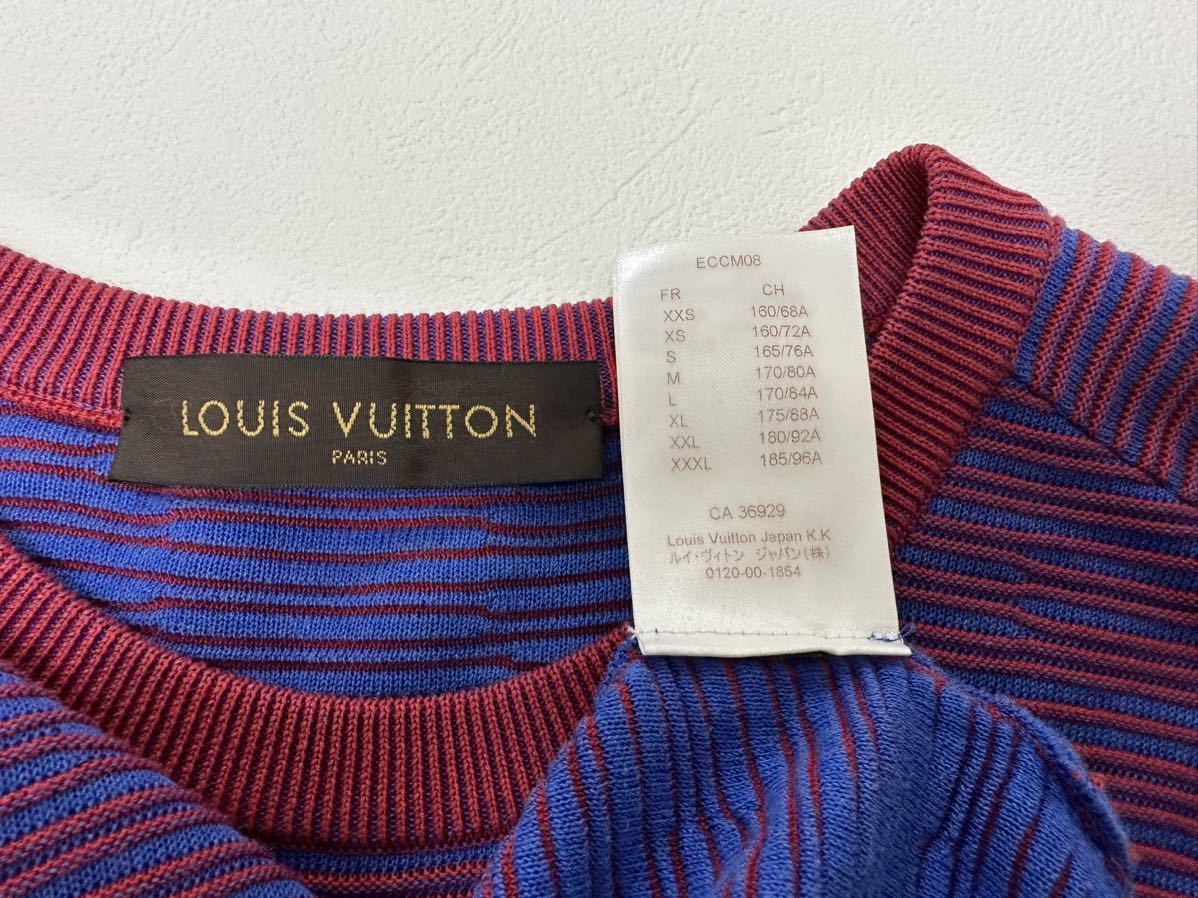 LOUIS VUITTON
PARIS
ECCM08
FR CH
XXS 160/68A
XS 160/72A
S 165/76A
M 170/80A
L 170/84A
XL 175/88A
XXL 180/92A
XXXL 185/96A
CA 36929
Louis Vuitton Japan K.K
ルイ・ヴィトン ジャパン(株)
0120-00-1854